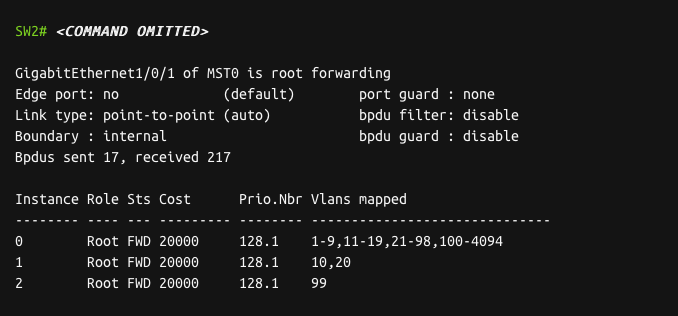 SW2# <COMMAND OMITTED>
GigabitEthernet1/0/1 of MST0 is root forwarding
Edge port: no             (default)        port guard : none
Link type: point-to-point (auto)           bpdu filter: disable
Boundary : internal                        bpdu guard : disable
Bpdus sent 17, received 217
Instance Role Sts Cost      Prio.Nbr Vlans mapped
-------- ---- --- --------- -------- ------------------------------
0        Root FWD 20000     128.1    1-9,11-19,21-98,100-4094
1        Root FWD 20000     128.1    10,20
2        Root FWD 20000     128.1    99